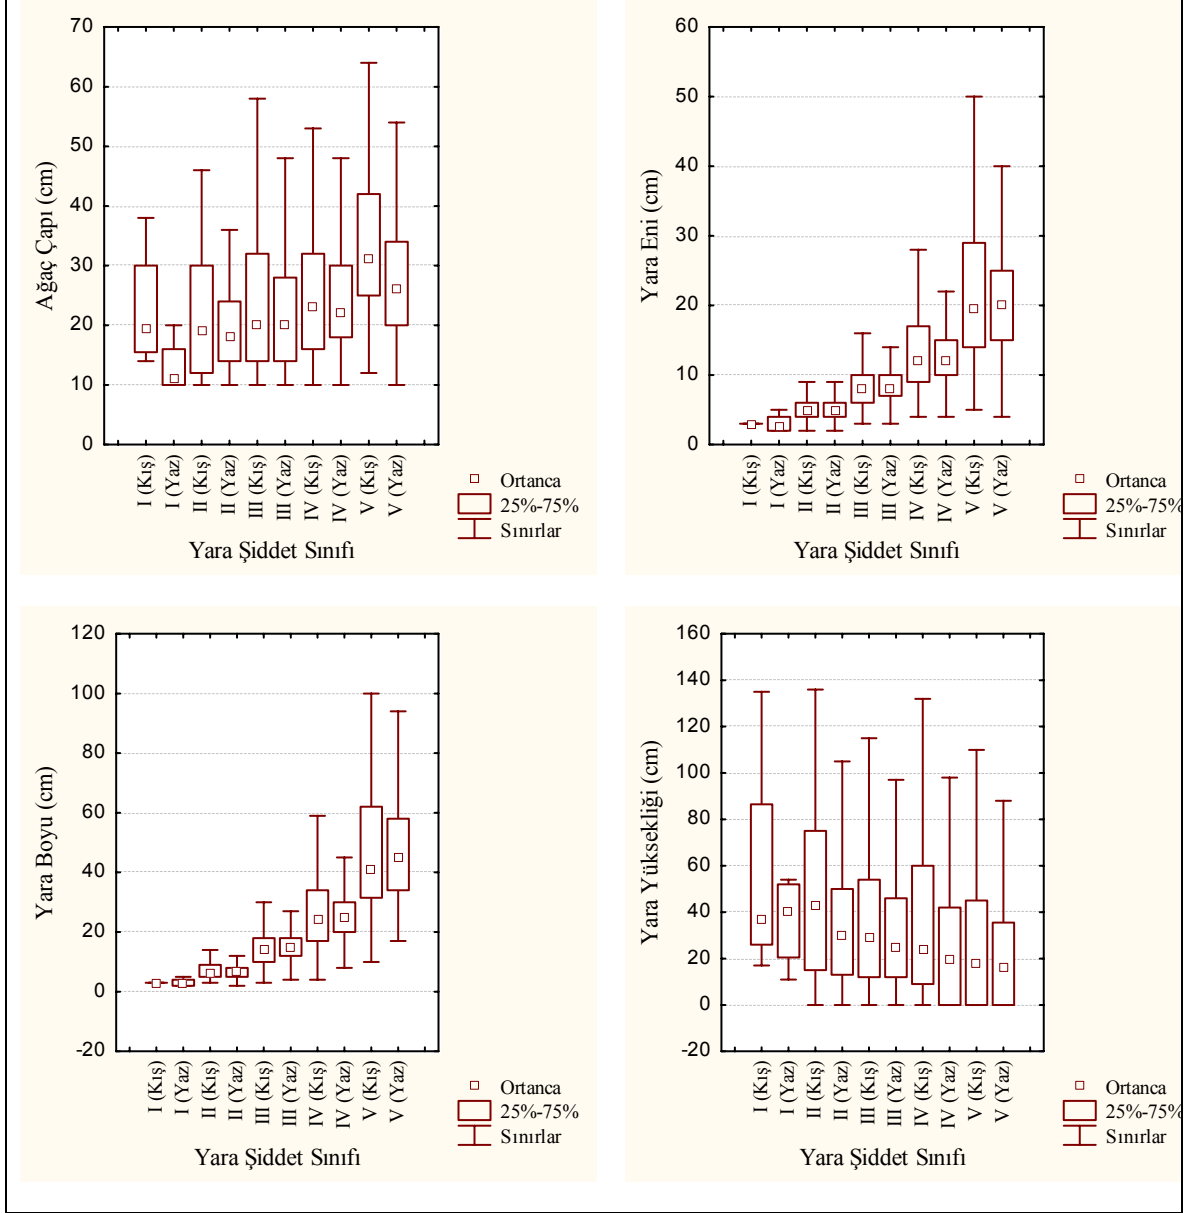 70
60
50
40
30
20
10
0
Ağaç Çapı (cm)
I (Kış)
I (Yaz)
II (Kış)
II (Yaz)
III (Kış)
III (Yaz)
IV (Kış)
IV (Yaz)
V (Kış)
V (Yaz)
Yara Şiddet Sınıfı
Ortanca
25%-75%
Sınırlar
60
50
40
30
20
10
0
Yara Eni (cm)
I (Kış)
I (Yaz)
II (Kış)
II (Yaz)
III (Kış)
III (Yaz)
IV (Kış)
IV (Yaz)
V (Kış)
V (Yaz)
Yara Şiddet Sınıfı
Ortanca
25%-75%
Sınırlar
120
100
80
60
40
20
0
-20
Yara Boyu (cm)
I (Kış)
I (Yaz)
II (Kış)
II (Yaz)
III (Kış)
III (Yaz)
IV (Kış)
IV (Yaz)
V (Kış)
V (Yaz)
Yara Şiddet Sınıfı
Ortanca
25%-75%
Sınırlar
160
140
120
100
80
60
40
20
0
-20
Yara Yüksekliği (cm)
I (Kış)
I (Yaz)
II (Kış)
II (Yaz)
III (Kış)
III (Yaz)
IV (Kış)
IV (Yaz)
V (Kış)
V (Yaz)
Yara Şiddet Sınıfı
Ortanca
25%-75%
Sınırlar